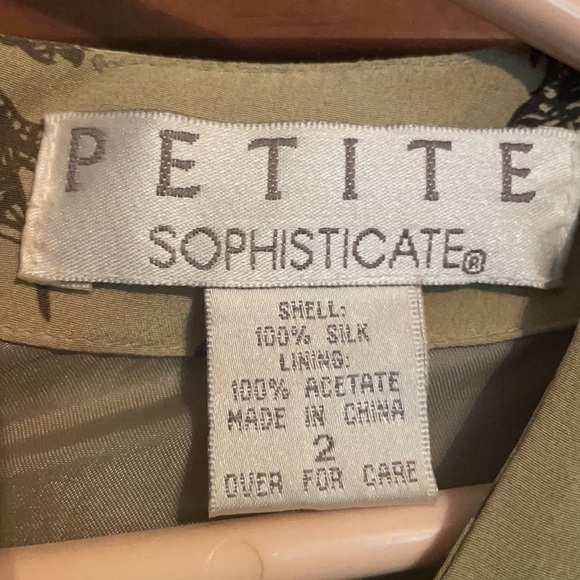 PETITE
SOPHISTICATE®
SHELL:
100% SILK
LINING:
100% ACETATE
MADE IN CHINA
2
OVER FOR CARE